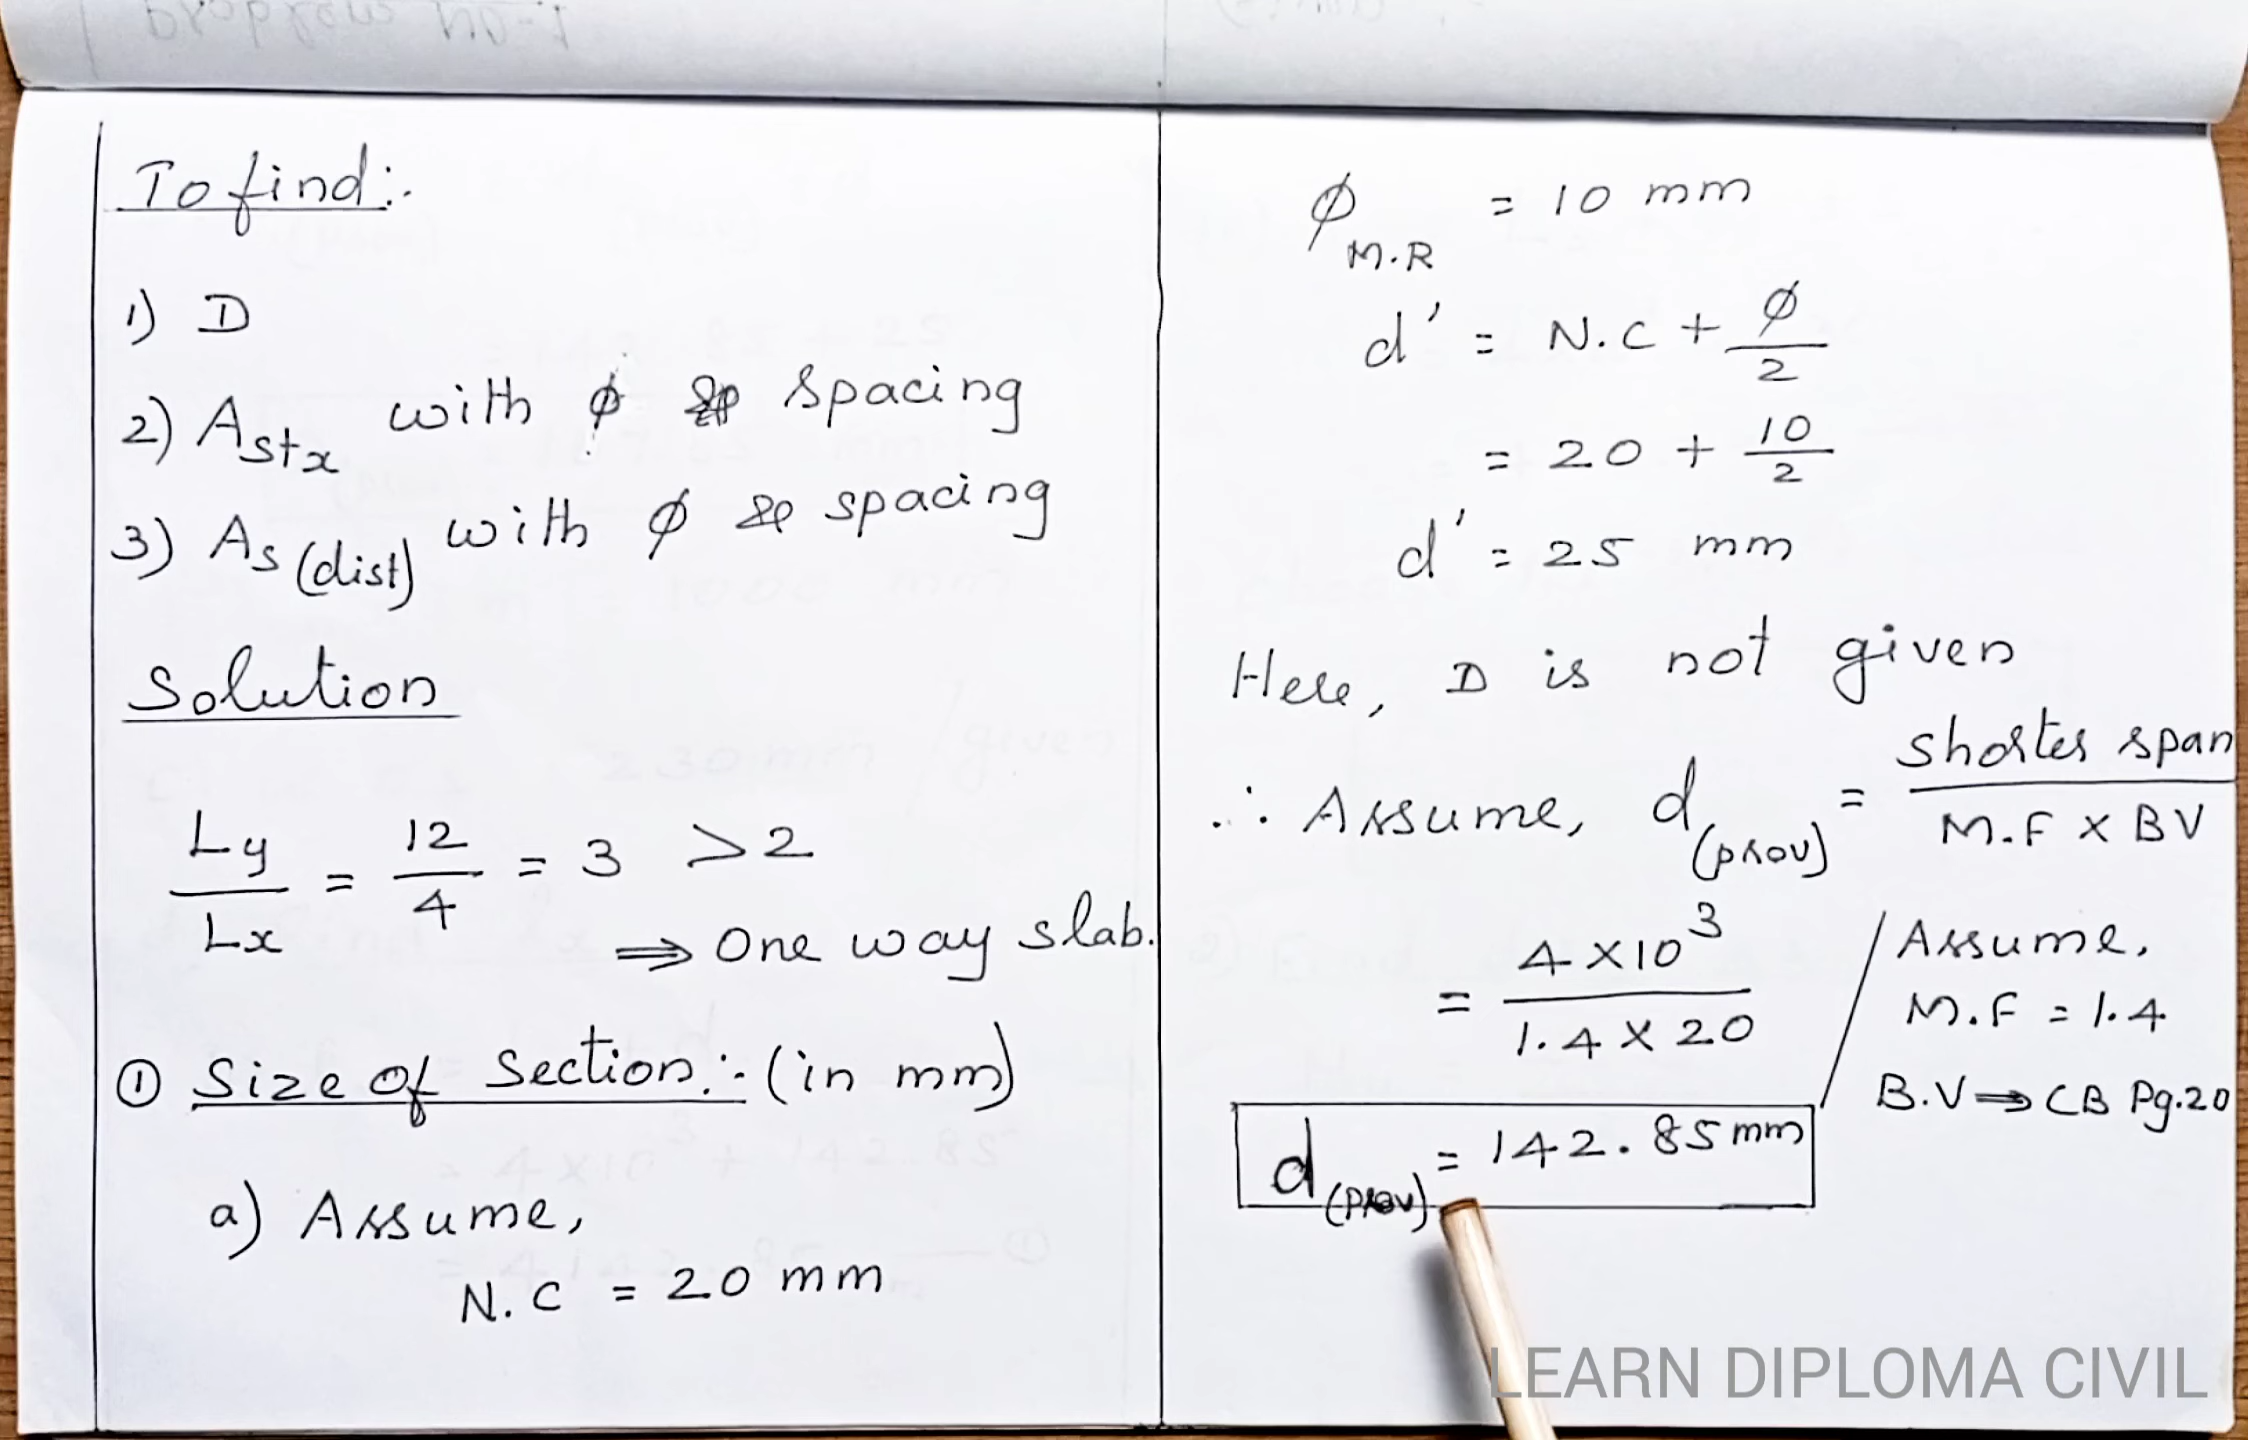 To find:.
1) D
2) Astx with ϕ & spacing
3) As (dist) with ϕ & spacing
Solution
Ly/Lx = 12/4 = 3 > 2
⇒ One way slab.
① Size of Section:- (in mm)
a) Assume,
N.C = 20 mm
ϕ M.R = 10 mm
d' = N.C + ϕ/2
= 20 + 10/2
d' = 25 mm
Here, D is not given
∴ Assume, d(prov) = Shorter span / M.F × BV
= 4 × 10³ / 1.4 × 20
Assume,
M.F = 1.4
B.V ⇒ CB Pg.20
d(prov) = 142.85 mm
LEARN DIPLOMA CIVIL